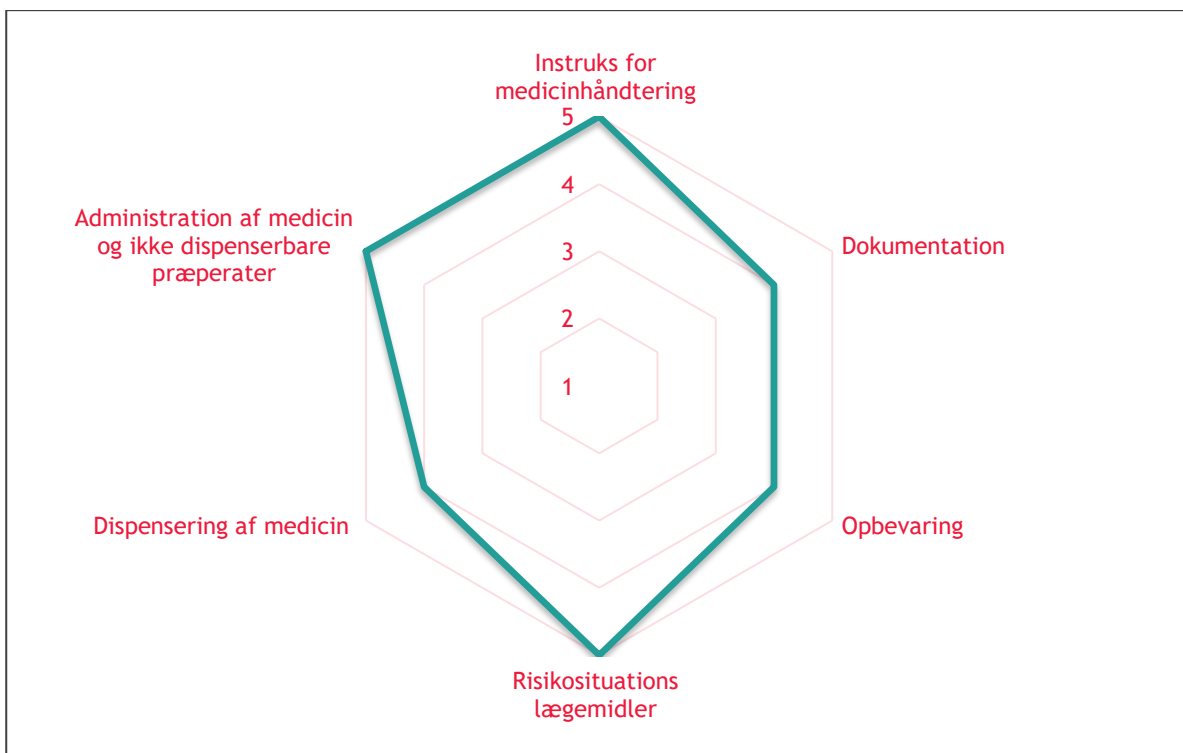 Instruks for
medicinhåndtering
5
4
3
2
1
Dokumentation
Opbevaring
Risikosituations
lægemidler
Dispensering af medicin
Administration af medicin
og ikke dispenserbare
præperater